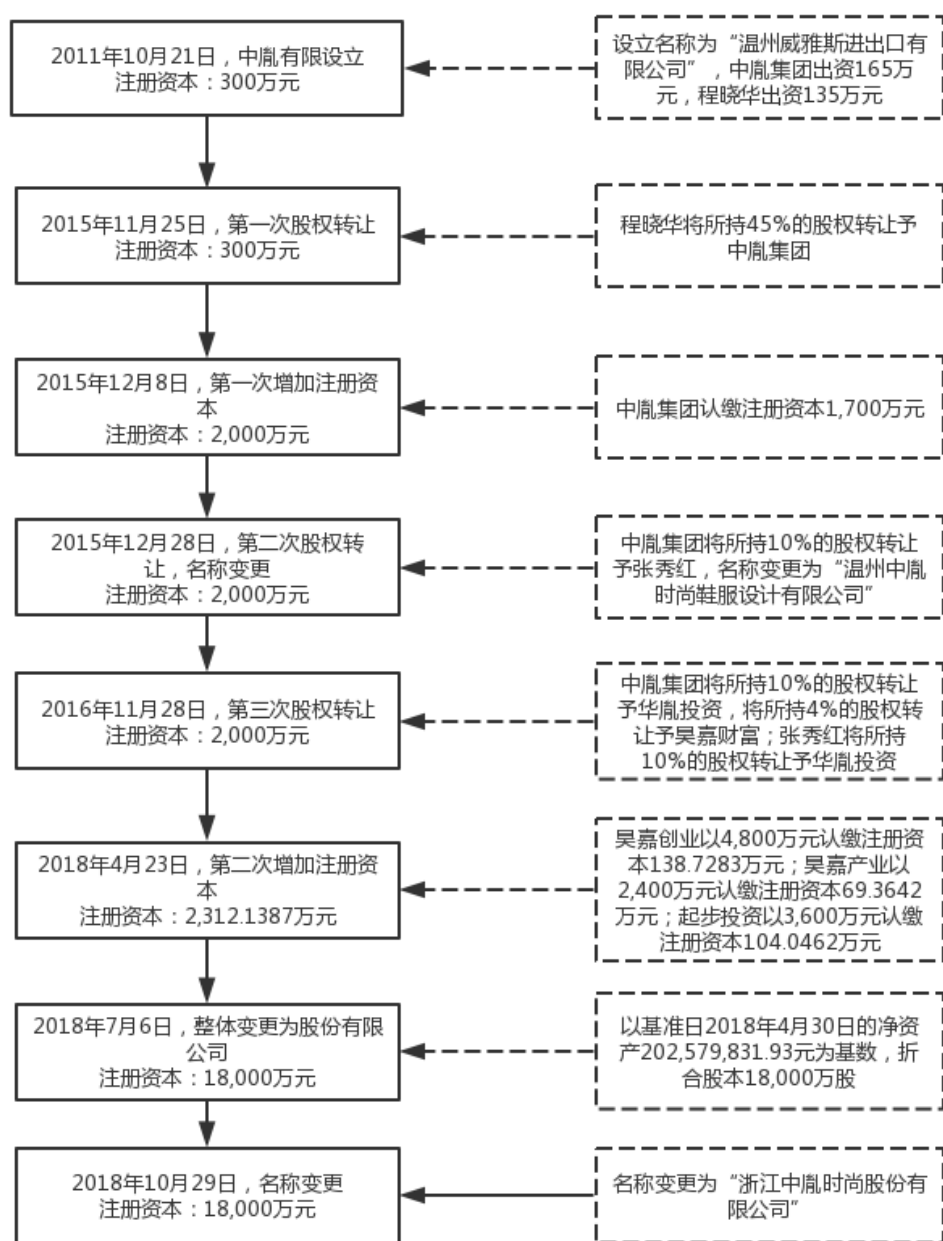 2011年10月21日，中胤有限设立
注册资本：300万元
设立名称为“温州威雅斯进出口有
限公司”，中胤集团出资165万
元，程晓华出资135万元
2015年11月25日，第一次股权转让
注册资本：300万元
程晓华将所持45%的股权转让予
中胤集团
2015年12月8日，第一次增加注册资
本
注册资本：2,000万元
中胤集团认缴注册资本1,700万元
2015年12月28日，第二次股权转
让，名称变更
注册资本：2,000万元
中胤集团将所持10%的股权转让
予张秀红，名称变更为“温州中胤
时尚鞋服设计有限公司”
2016年11月28日，第三次股权转让
注册资本：2,000万元
中胤集团将所持10%的股权转让
予华胤投资，将所持4%的股权转
让予昊嘉财富；张秀红将所持
10%的股权转让予华胤投资
2018年4月23日，第二次增加注册资
本
注册资本：2,312.1387万元
昊嘉创业以4,800万元认缴注册资
本138.7283万元；昊嘉产业以
2,400万元认缴注册资本69.3642
万元；起步投资以3,600万元认缴
注册资本104.0462万元
2018年7月6日，整体变更为股份有限
公司
注册资本：18,000万元
以基准日2018年4月30日的净资
产202,579,831.93元为基数，折
合股本18,000万股
2018年10月29日，名称变更
注册资本：18,000万元
名称变更为“浙江中胤时尚股份有
限公司”